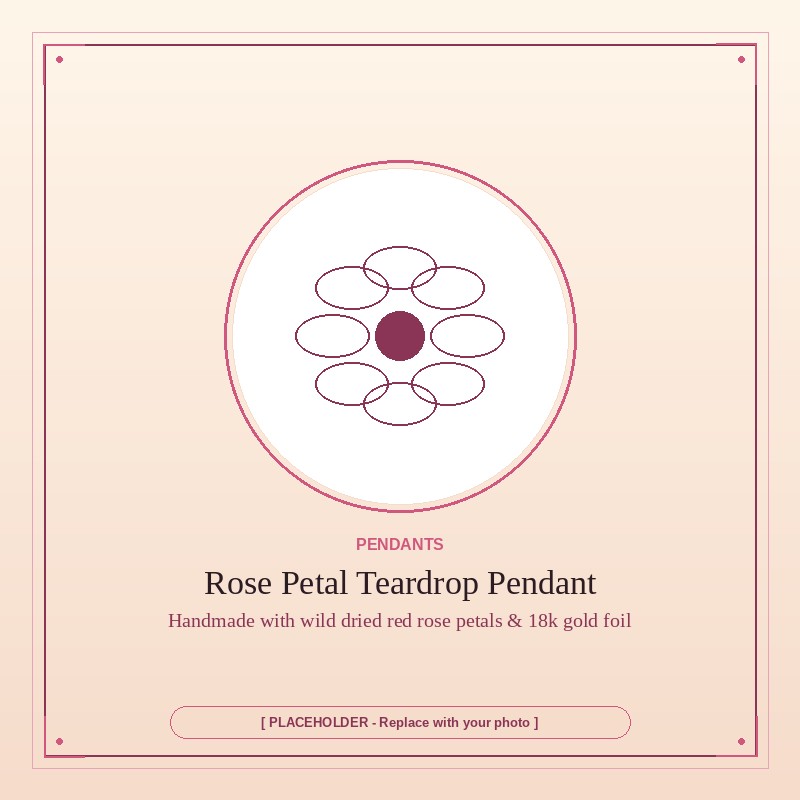 PENDANTS
Rose Petal Teardrop Pendant
Handmade with wild dried red rose petals & 18k gold foil
[ PLACEHOLDER - Replace with your photo ]